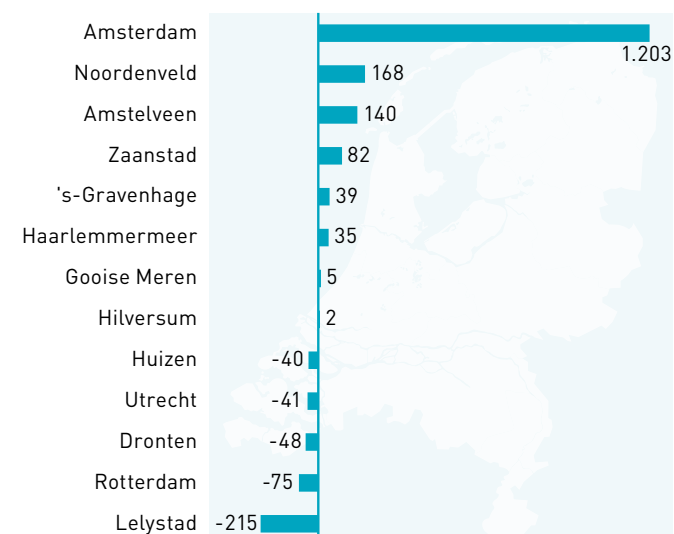 Amsterdam 1.203
Noordenveld 168
Amstelveen 140
Zaanstad 82
's-Gravenhage 39
Haarlemmermeer 35
Gooise Meren 5
Hilversum 2
Huizen -40
Utrecht -41
Dronten -48
Rotterdam -75
Lelystad -215